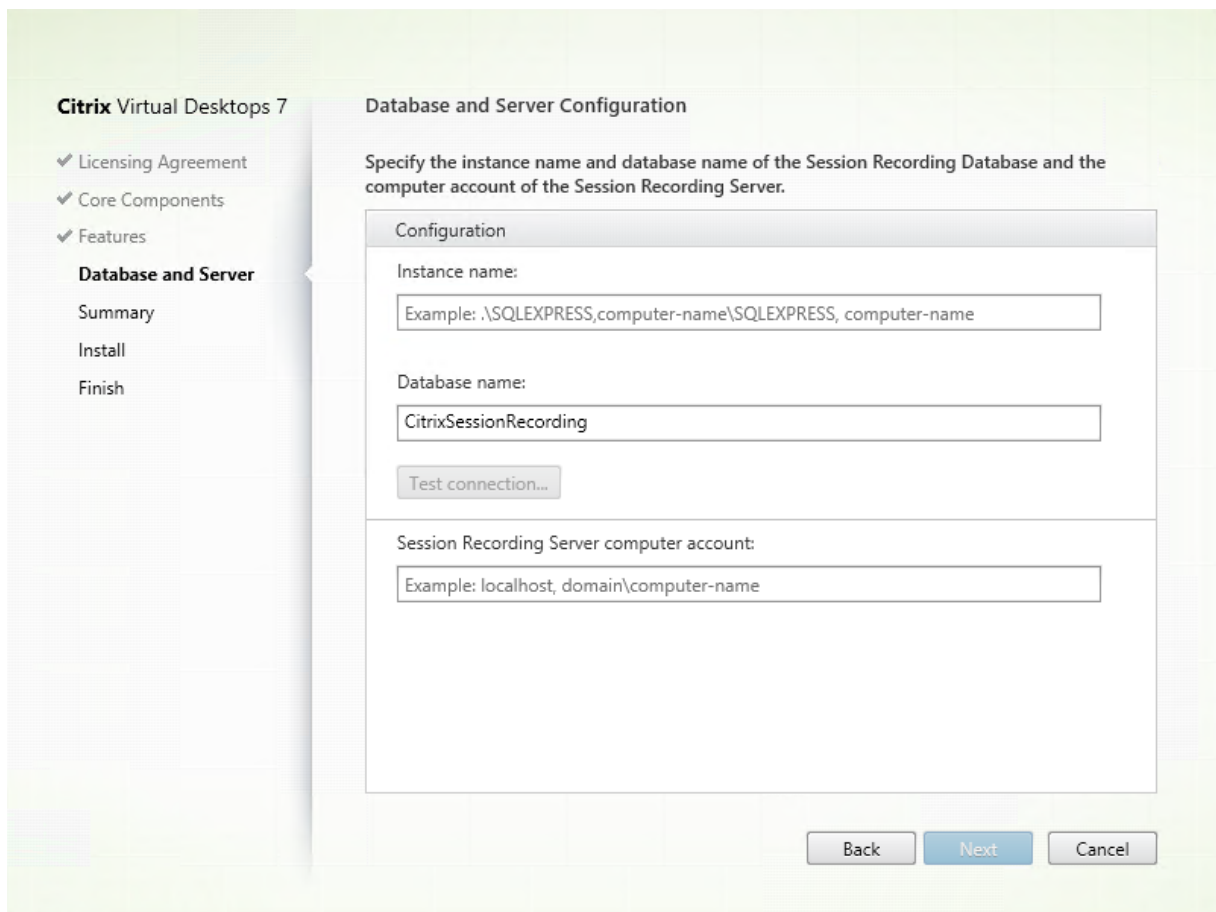 Citrix Virtual Desktops 7
Licensing Agreement
Core Components
Features
Database and Server
Summary
Install
Finish
Database and Server Configuration
Specify the instance name and database name of the Session Recording Database and the
computer account of the Session Recording Server.
Configuration
Instance name:
Example: .\SQLEXPRESS,computer-name\SQLEXPRESS, computer-name
Database name:
CitrixSessionRecording
Test connection...
Session Recording Server computer account:
Example: localhost, domain\computer-name
Back
Next
Cancel